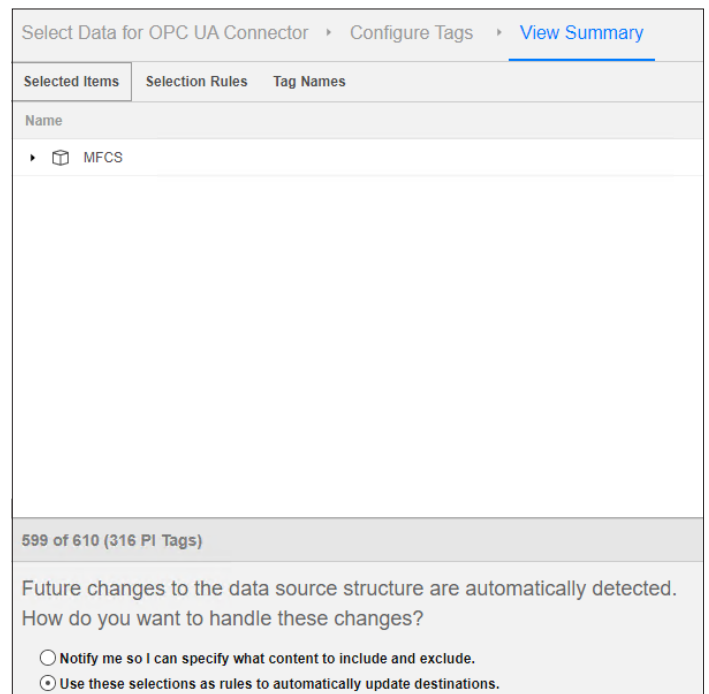 Select Data for OPC UA Connector Configure Tags View Summary
Selected Items Selection Rules Tag Names
Name
MFCS
599 of 610 (316 PI Tags)
Future changes to the data source structure are automatically detected.
How do you want to handle these changes?
Notify me so I can specify what content to include and exclude.
Use these selections as rules to automatically update destinations.